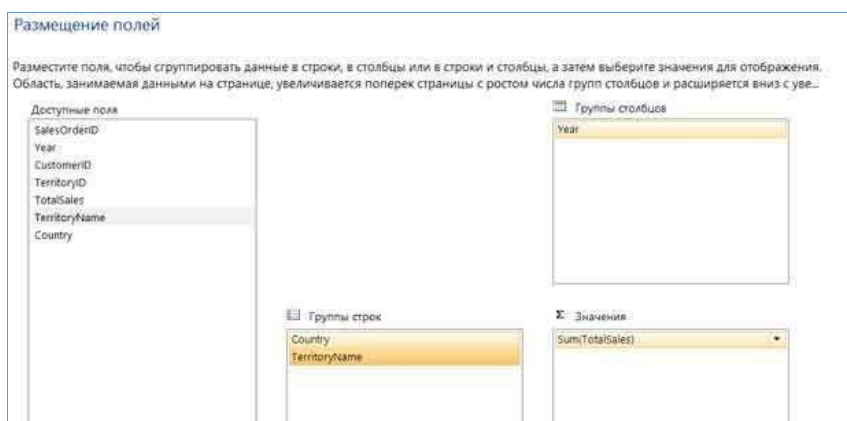 Размещение полей
Разместите поля, чтобы сгруппировать данные в строки, в столбцы или в строки и столбцы, а затем выберите значения для отображения.
Область, занимаемая данными на странице, увеличивается поперек страницы с ростом числа групп столбцов и расширяется вниз с уве...
Доступные поля
SalesOrderID
Year
CustomerID
TerritoryID
TotalSales
TerritoryName
Country
Группы столбцов
Year
Группы строк
Country
TerritoryName
Σ Значения
Sum(TotalSales)